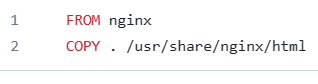 1 FROM nginx
2 COPY . /usr/share/nginx/html